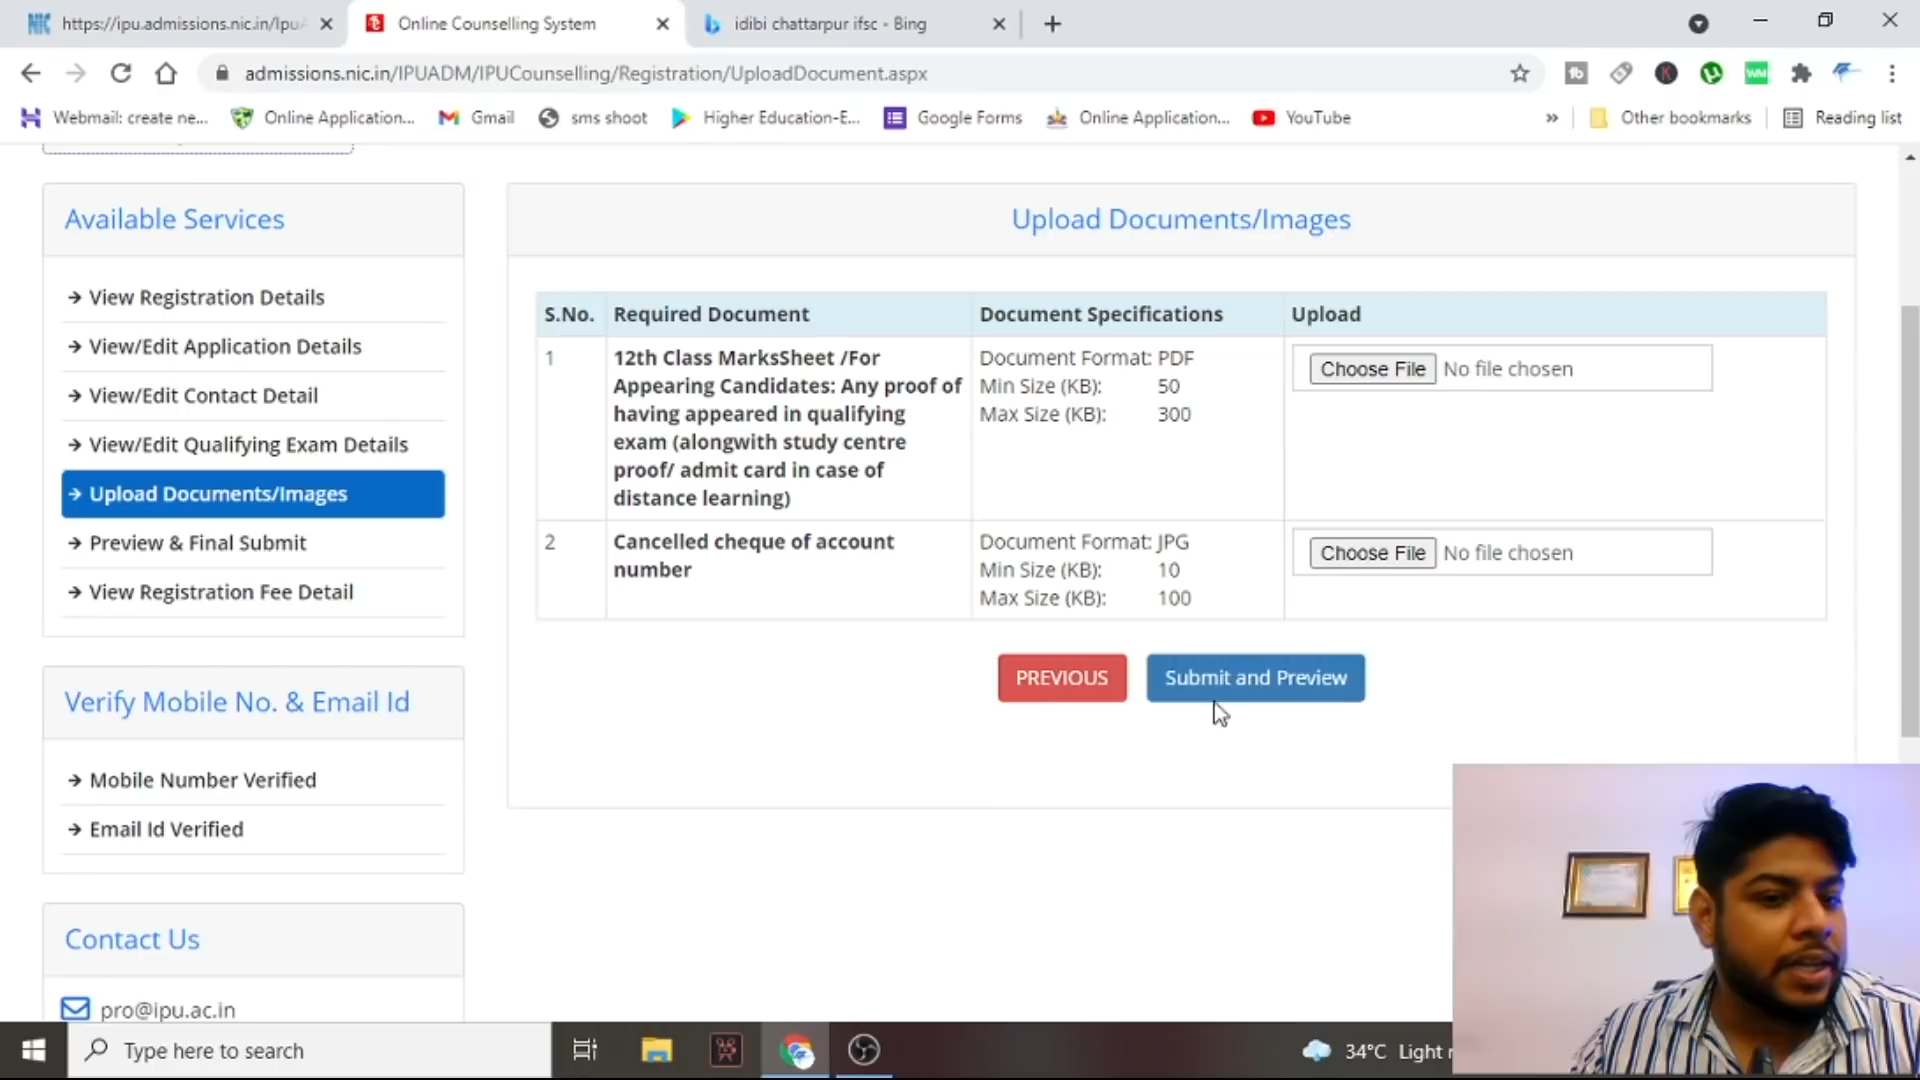 https://ipu.admissions.nic.in/Ipu
Online Counselling System
idibi chattarpur ifsc - Bing
admissions.nic.in/IPUADM/IPUCounselling/Registration/UploadDocument.aspx
Webmail: create ne...
Online Application...
Gmail
sms shoot
Higher Education-E...
Google Forms
Online Application...
YouTube
»
Other bookmarks
Reading list
Available Services
View Registration Details
View/Edit Application Details
View/Edit Contact Detail
View/Edit Qualifying Exam Details
Upload Documents/Images
Preview & Final Submit
View Registration Fee Detail
Verify Mobile No. & Email Id
Mobile Number Verified
Email Id Verified
Contact Us
pro@ipu.ac.in
Upload Documents/Images
S.No. Required Document Document Specifications Upload
1 12th Class MarksSheet /For Document Format: PDF Choose File No file chosen
Appearing Candidates: Any proof of Min Size (KB): 50
having appeared in qualifying Max Size (KB): 300
exam (alongwith study centre
proof/ admit card in case of
distance learning)
2 Cancelled cheque of account Document Format: JPG Choose File No file chosen
number Min Size (KB): 10
Max Size (KB): 100
PREVIOUS Submit and Preview
Type here to search
34°C Light